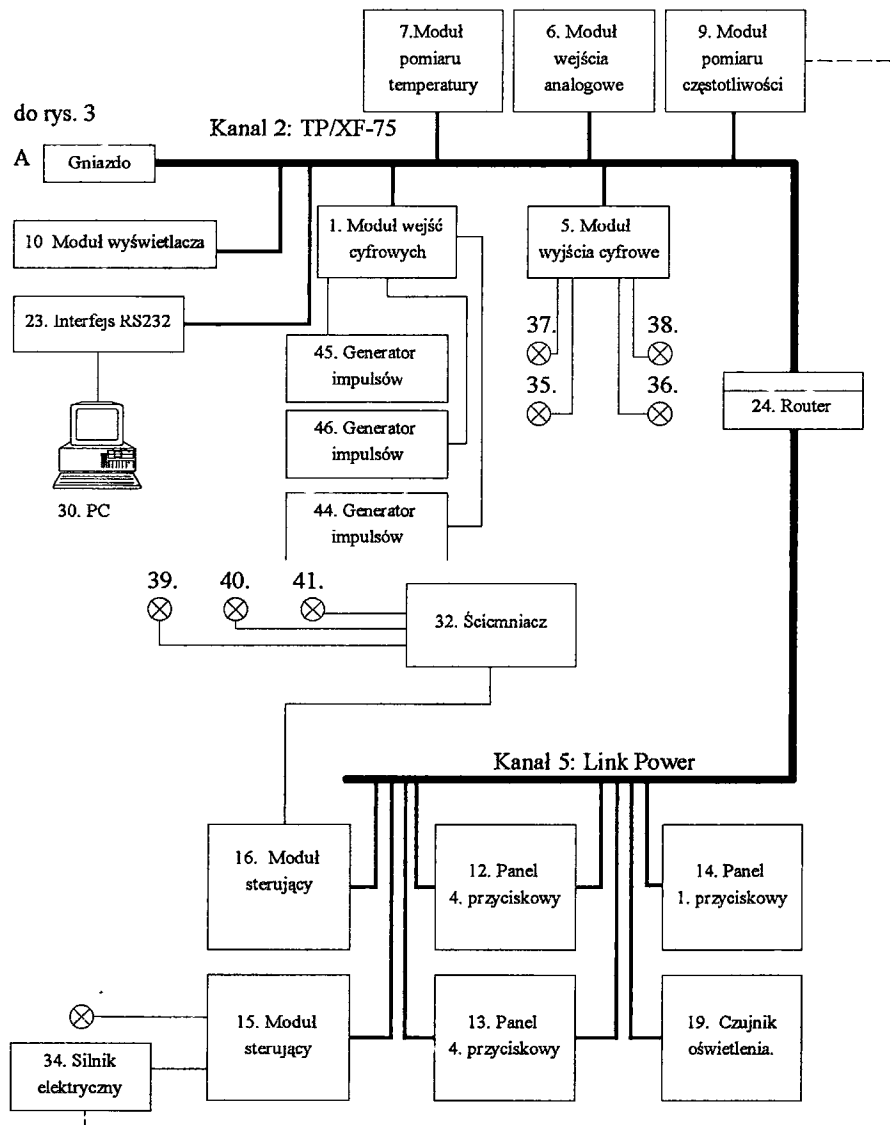 7.Moduł
pomiaru
temperatury
6. Moduł
wejścia
analogowe
9. Moduł
pomiaru
częstotliwości
do rys. 3
Kanal 2: TP/XF-75
A
Gniazdo
10 Moduł wyświetlacza
1. Moduł wejść
cyfrowych
5. Moduł
wyjścia cyfrowe
23. Interfejs RS232
37.
38.
45. Generator
impulsów
35.
36.
24. Router
46. Generator
impulsów
30. PC
44. Generator
impulsów
39.
40.
41.
32. Ściemniacz
Kanał 5: Link Power
16. Moduł
sterujący
12. Panel
4. przyciskowy
14. Panel
1. przyciskowy
15. Moduł
sterujący
13. Panel
4. przyciskowy
19. Czujnik
oświetlenia.
34. Silnik
elektryczny